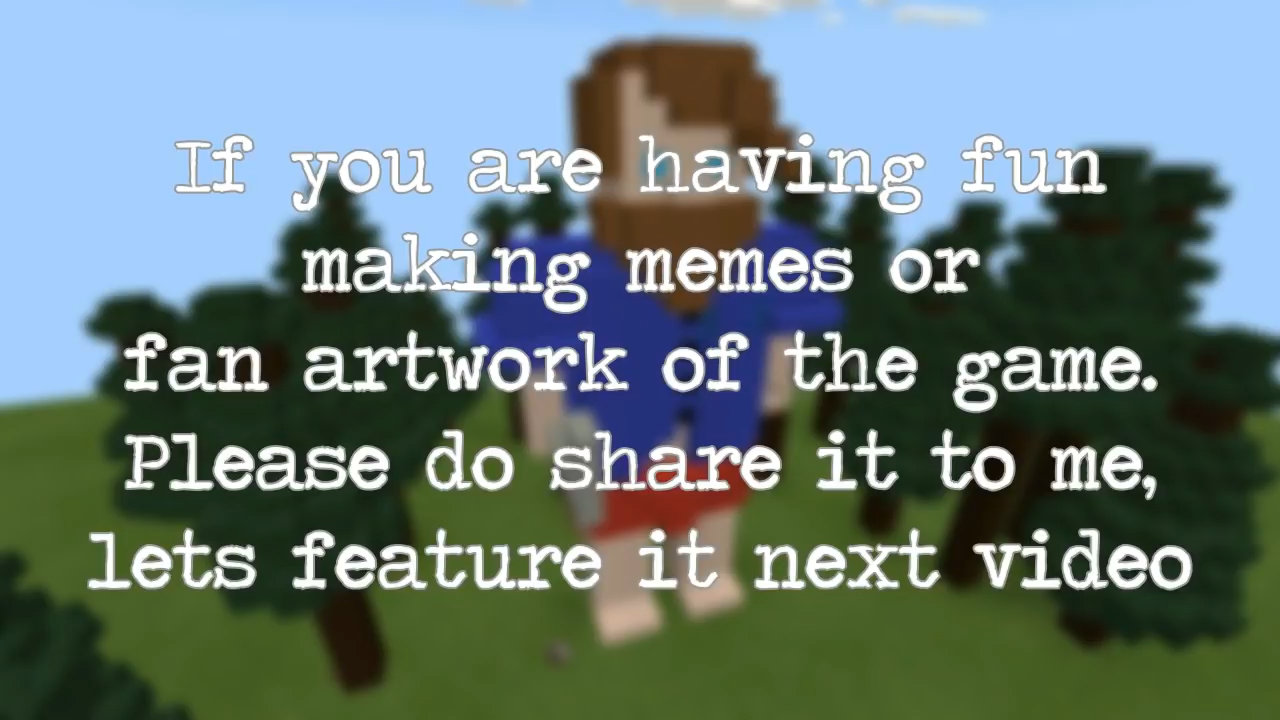 If you are having fun
making memes or
fan artwork of the game.
Please do share it to me,
lets feature it next video